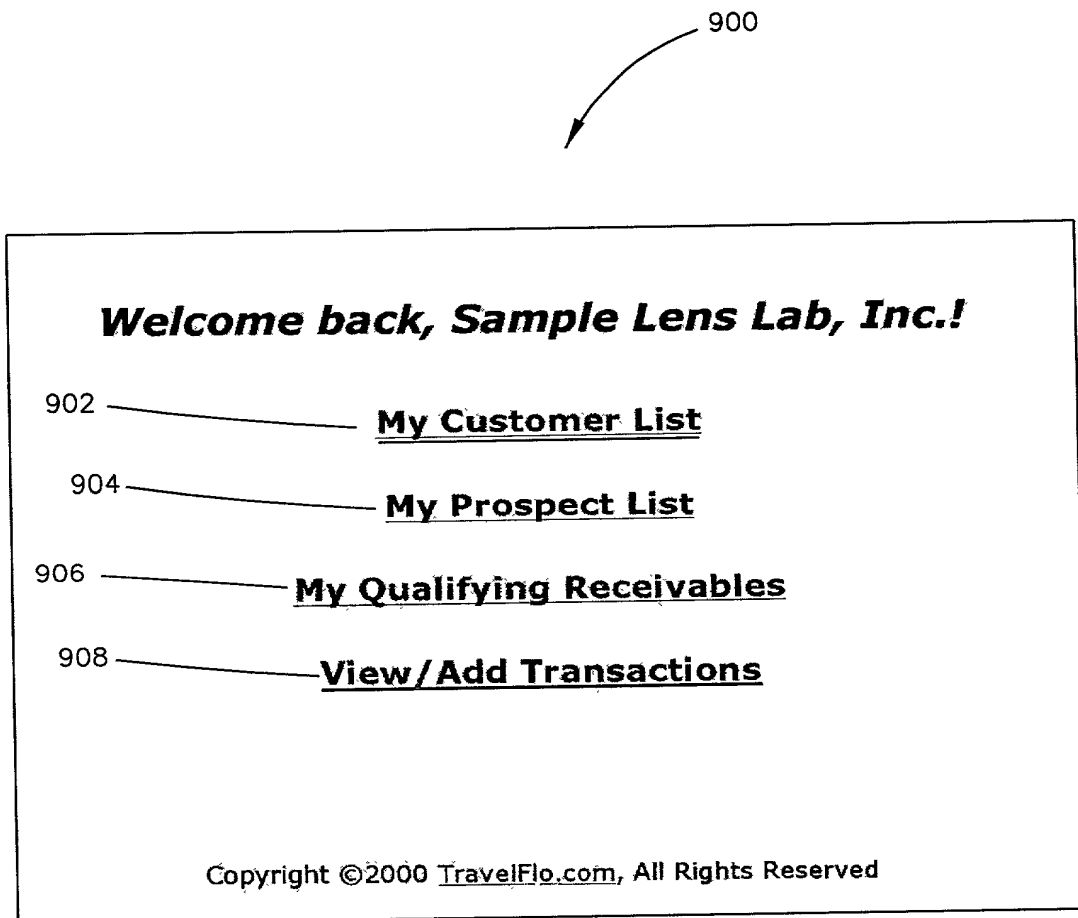 900
Welcome back, Sample Lens Lab, Inc.!
902 My Customer List
904 My Prospect List
906 My Qualifying Receivables
908 View/Add Transactions
Copyright ©2000 TravelFlo.com, All Rights Reserved